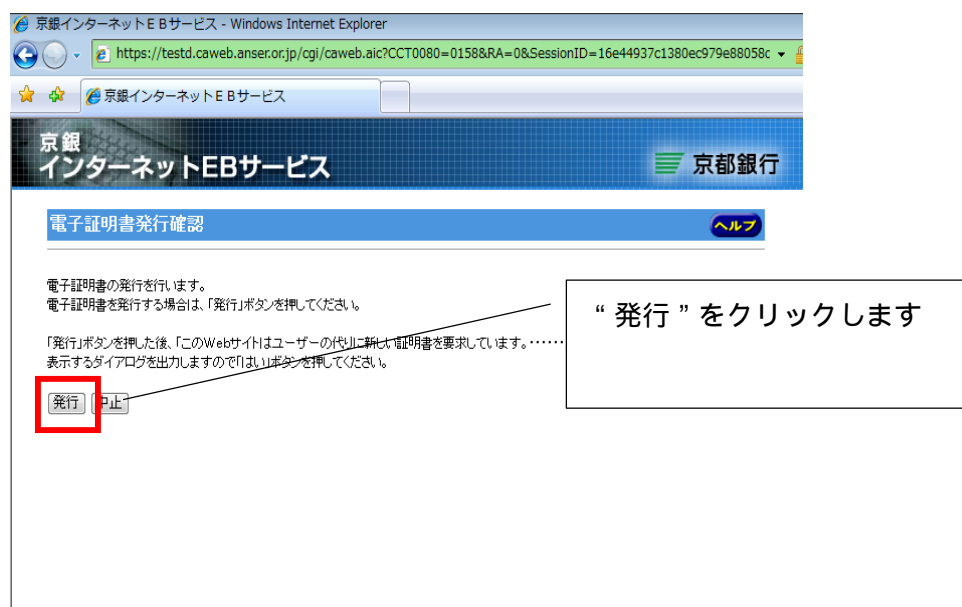 京銀インターネットＥＢサービス - Windows Internet Explorer
https://testd.caweb.anser.or.jp/cgi/caweb.aic?CCT0080=0158&RA=0&SessionID=16e44937c1380ec979e88058c
京銀インターネットＥＢサービス
京銀
インターネットEBサービス
京都銀行
電子証明書発行確認
ヘルプ
電子証明書の発行を行います。
電子証明書を発行する場合は、「発行」ボタンを押してください。
「発行」ボタンを押した後、「このWebサイトはユーザーの代りに新しい証明書を要求しています。……
表示するダイアログを出力しますので「はい」ボタンを押してください。
発行 中止
“ 発行 ” をクリックします